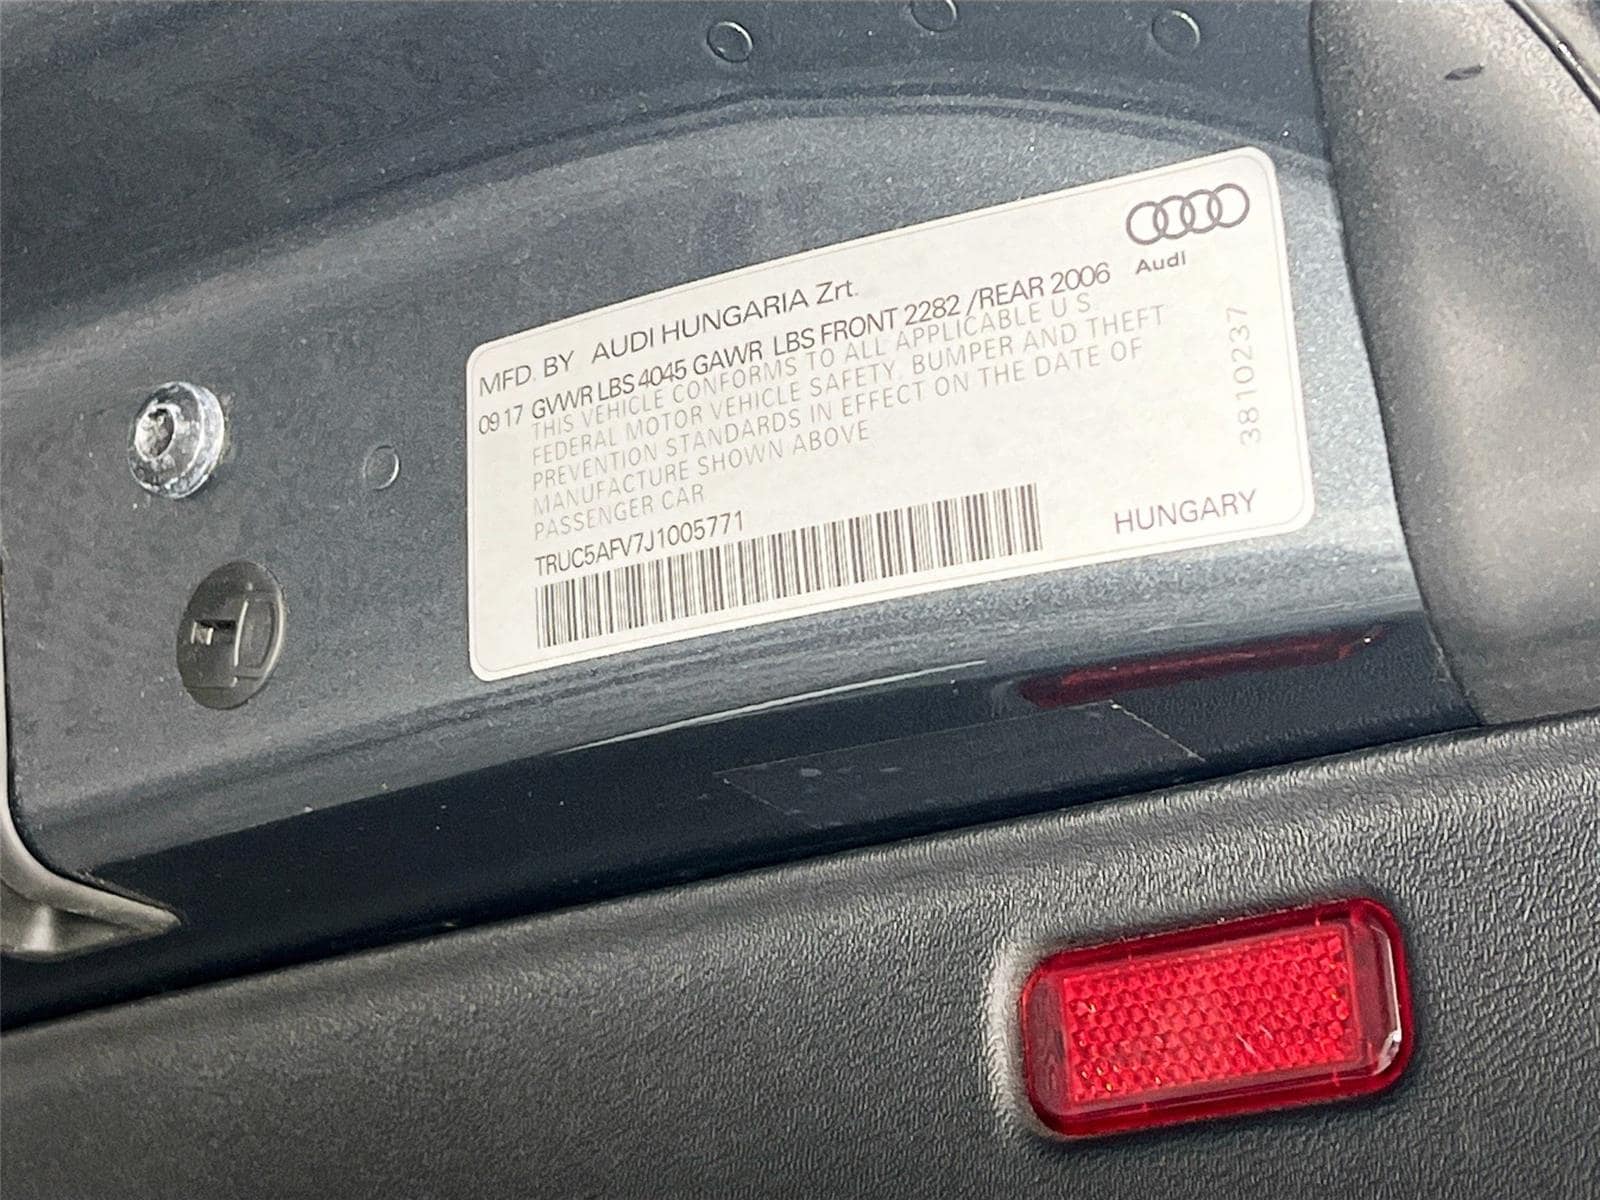 Audi
MFD. BY AUDI HUNGARIA Zrt.
0917 GVWR LBS 4045 GAWR LBS FRONT 2282 /REAR 2006
THIS VEHICLE CONFORMS TO ALL APPLICABLE U S
FEDERAL MOTOR VEHICLE SAFETY, BUMPER AND THEFT
PREVENTION STANDARDS IN EFFECT ON THE DATE OF
MANUFACTURE SHOWN ABOVE
PASSENGER CAR
TRUC5AFV7J1005771
HUNGARY
3810237